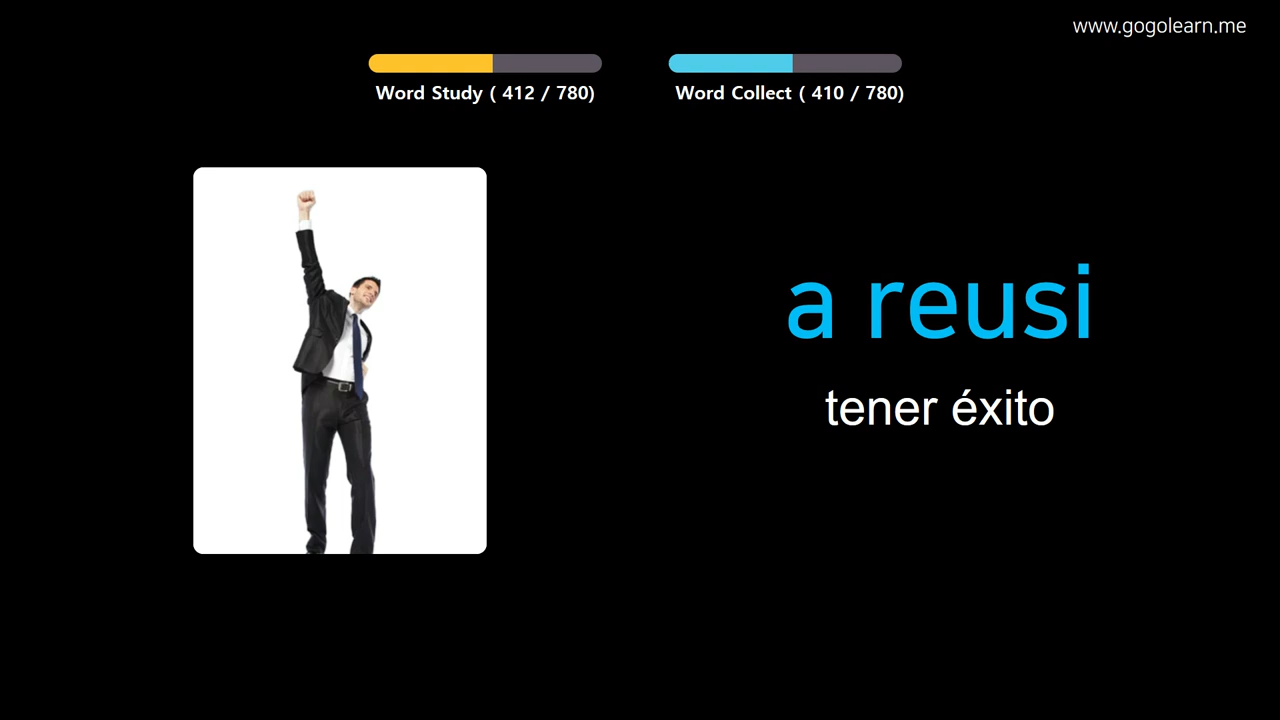 www.gogolearn.me
Word Study ( 412 / 780)
Word Collect ( 410 / 780)
a reusi
tener éxito